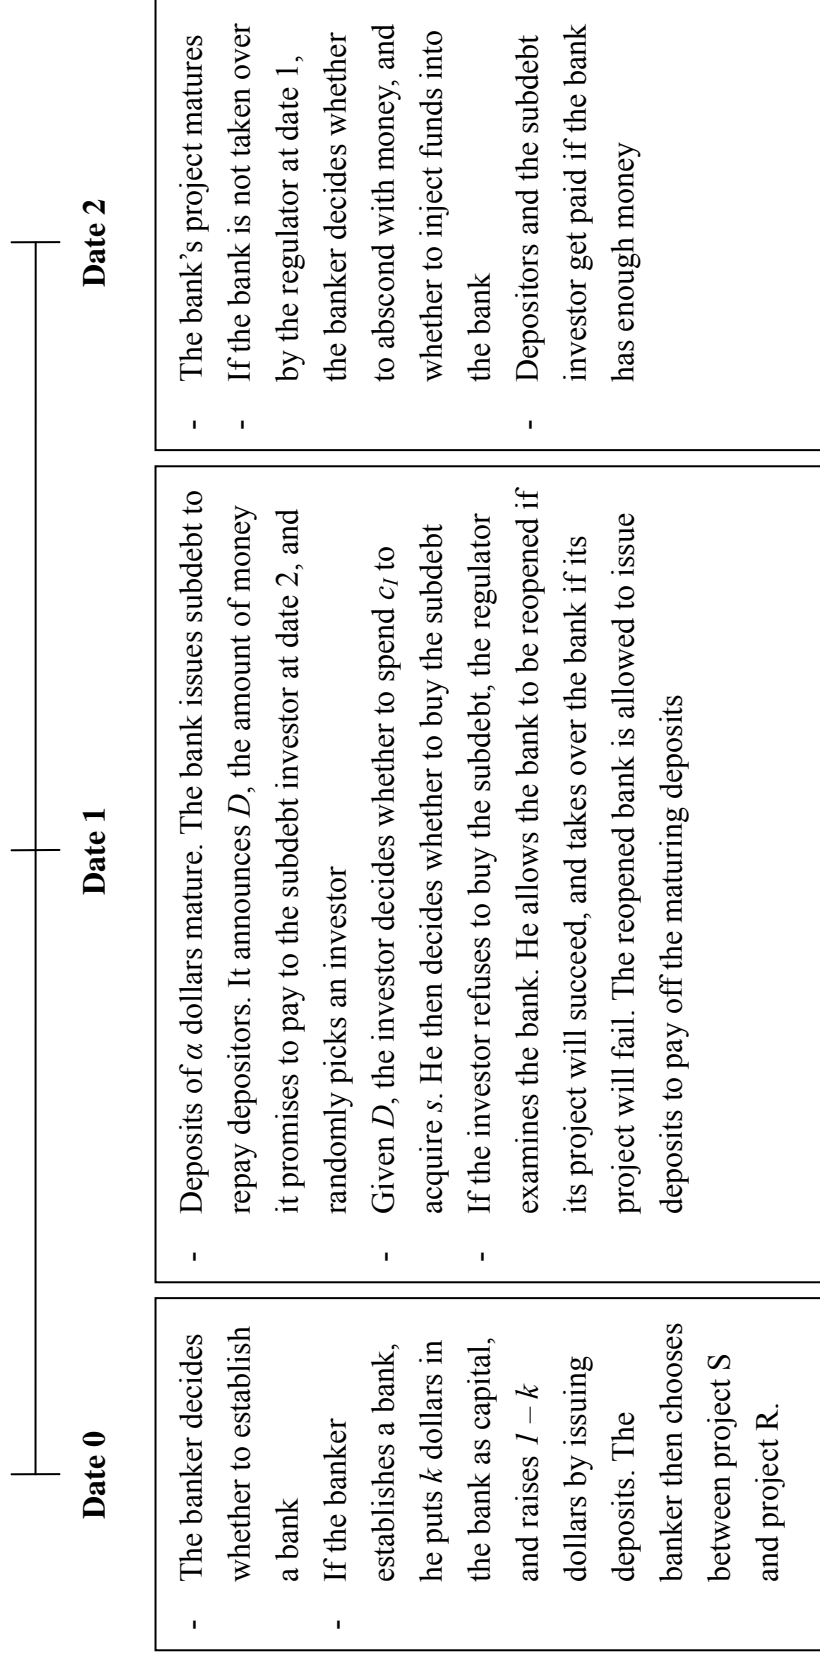 Date 0
Date 1
Date 2
- The banker decides
whether to establish
a bank
- If the banker
establishes a bank,
he puts k dollars in
the bank as capital,
and raises 1 – k
dollars by issuing
deposits. The
banker then chooses
between project S
and project R.
- Deposits of α dollars mature. The bank issues subdebt to
repay depositors. It announces D, the amount of money
it promises to pay to the subdebt investor at date 2, and
randomly picks an investor
- Given D, the investor decides whether to spend c_I to
acquire s. He then decides whether to buy the subdebt
- If the investor refuses to buy the subdebt, the regulator
examines the bank. He allows the bank to be reopened if
its project will succeed, and takes over the bank if its
project will fail. The reopened bank is allowed to issue
deposits to pay off the maturing deposits
- The bank's project matures
- If the bank is not taken over
by the regulator at date 1,
the banker decides whether
to abscond with money, and
whether to inject funds into
the bank
- Depositors and the subdebt
investor get paid if the bank
has enough money